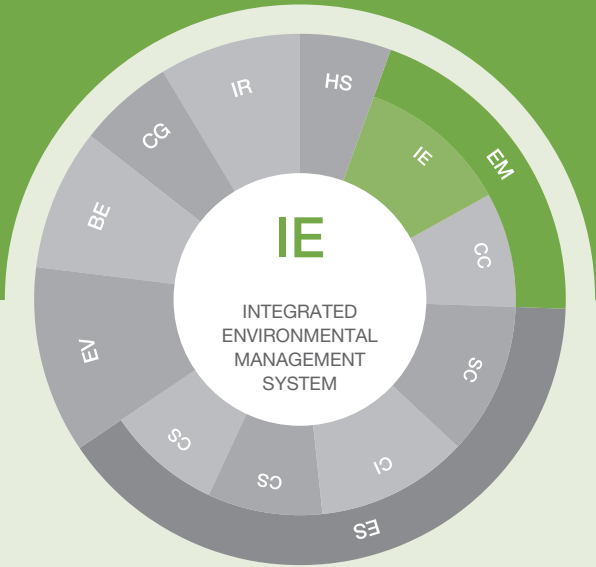 HS
EM
IE
CC
SC
ES
CI
CS
CS
EV
BE
CG
IR
IE
INTEGRATED
ENVIRONMENTAL
MANAGEMENT
SYSTEM